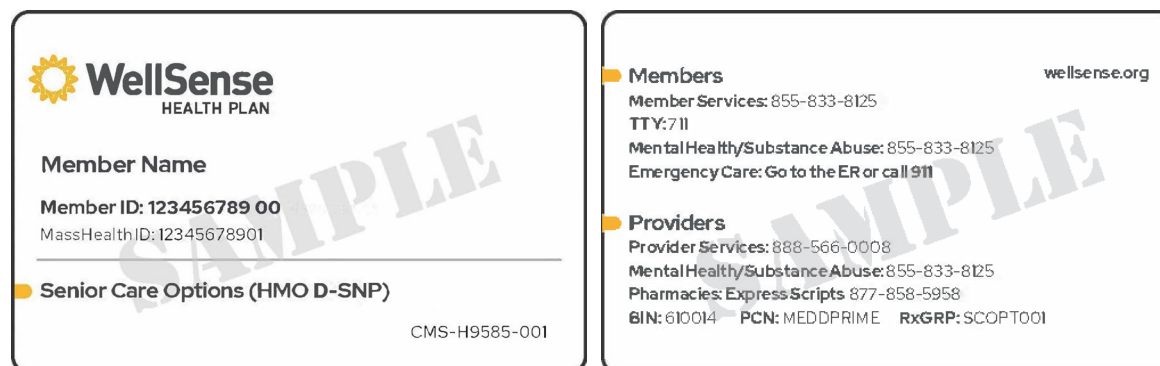 WellSense
HEALTH PLAN
Member Name
Member ID: 123456789 00
MassHealth ID: 12345678901
Senior Care Options (HMO D-SNP)
CMS-H9585-001
SAMPLE
Members
wellsense.org
Member Services: 855-833-8125
TTY: 711
Mental Health/Substance Abuse: 855-833-8125
Emergency Care: Go to the ER or call 911
Providers
Provider Services: 888-566-0008
Mental Health/Substance Abuse: 855-833-8125
Pharmacies: Express Scripts 877-858-5958
BIN: 610014 PCN: MEDDPRIME RxGRP: SCOPT001
SAMPLE